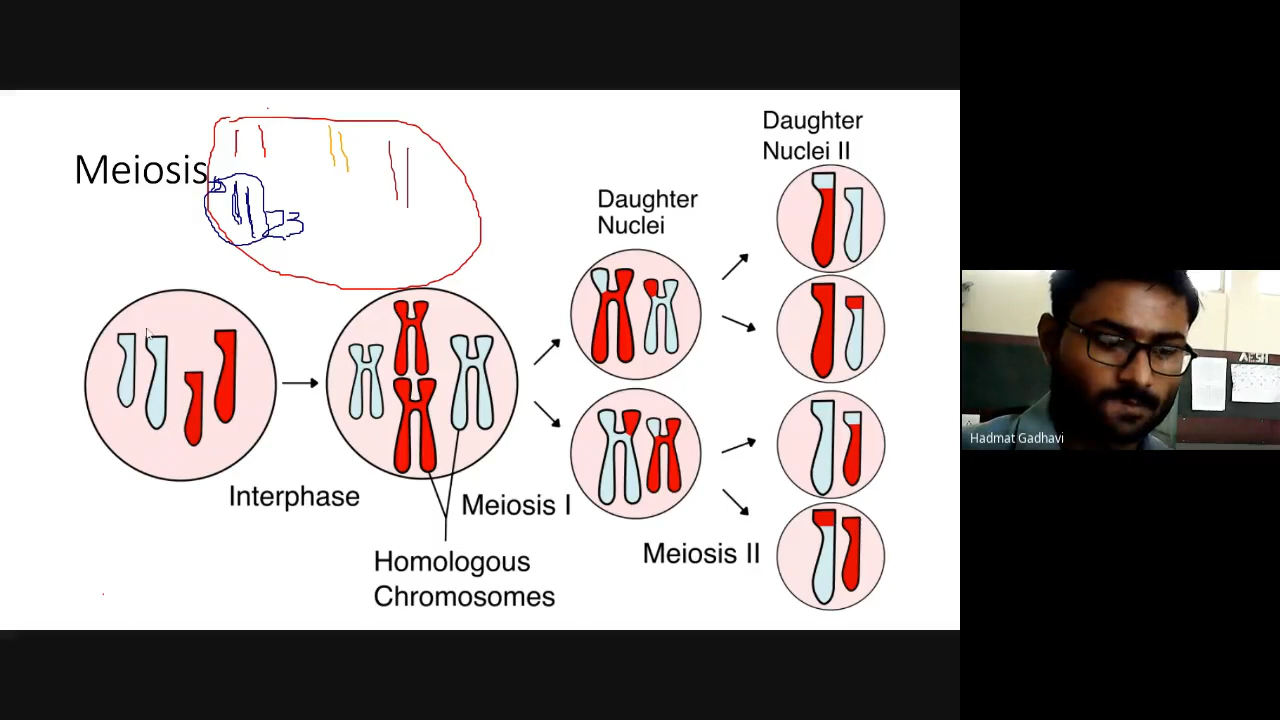 Meiosis
Daughter
Nuclei II
Daughter
Nuclei
Interphase
Meiosis I
Homologous
Chromosomes
Meiosis II
Hadmat Gadhavi